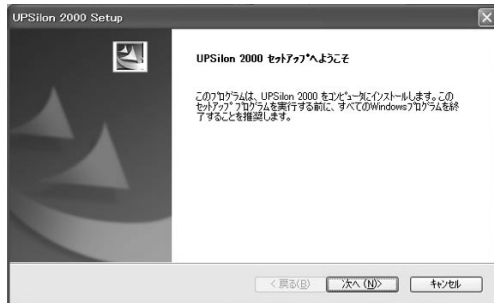 UPSilon 2000 Setup
UPSilon 2000 ｾｯﾄｱｯﾌﾟへようこそ
このﾌﾟﾛｸﾞﾗﾑは、UPSilon 2000 をｺﾝﾋﾟｭｰﾀにｲﾝｽﾄｰﾙします。この
ｾｯﾄｱｯﾌﾟ ﾌﾟﾛｸﾞﾗﾑを実行する前に、すべてのWindowsﾌﾟﾛｸﾞﾗﾑを終
了することを推奨します。
< 戻る(B)
次へ (N)>
ｷｬﾝｾﾙ